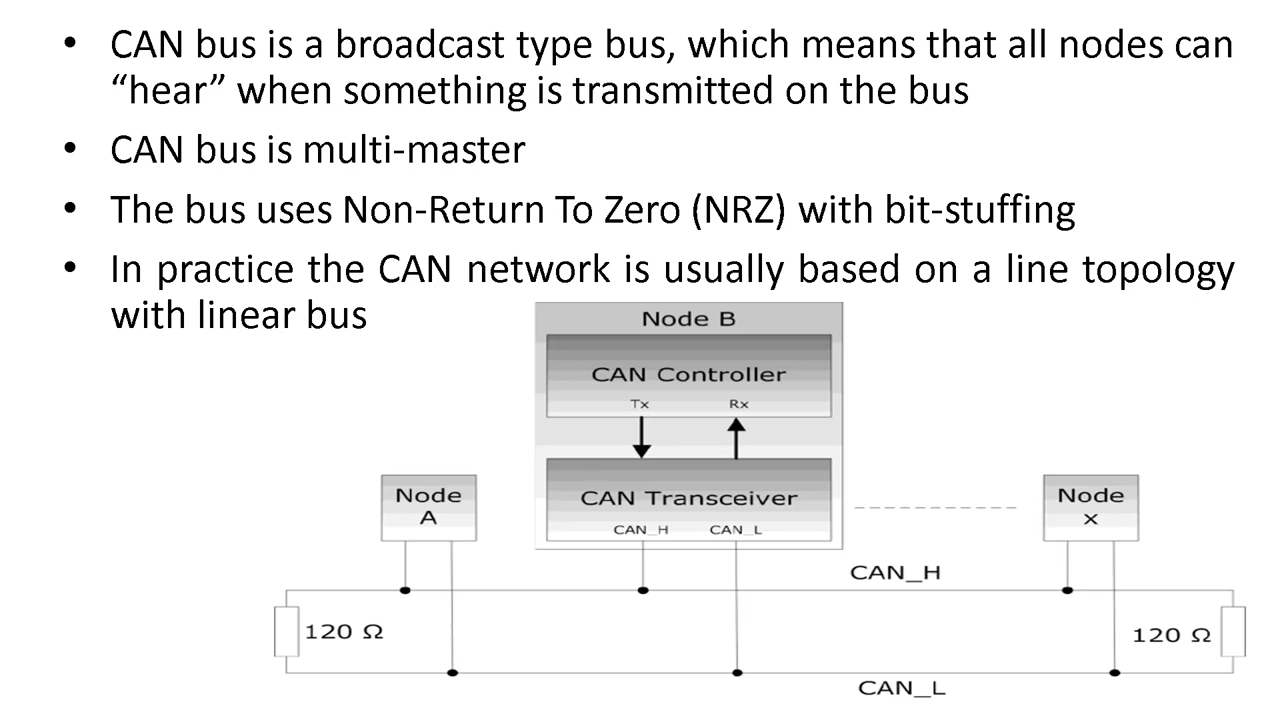 • CAN bus is a broadcast type bus, which means that all nodes can
“hear” when something is transmitted on the bus
• CAN bus is multi-master
• The bus uses Non-Return To Zero (NRZ) with bit-stuffing
• In practice the CAN network is usually based on a line topology
with linear bus
Node B
CAN Controller
Tx Rx
CAN Transceiver
CAN_H CAN_L
Node
A
Node
x
CAN_H
120 Ω
120 Ω
CAN_L